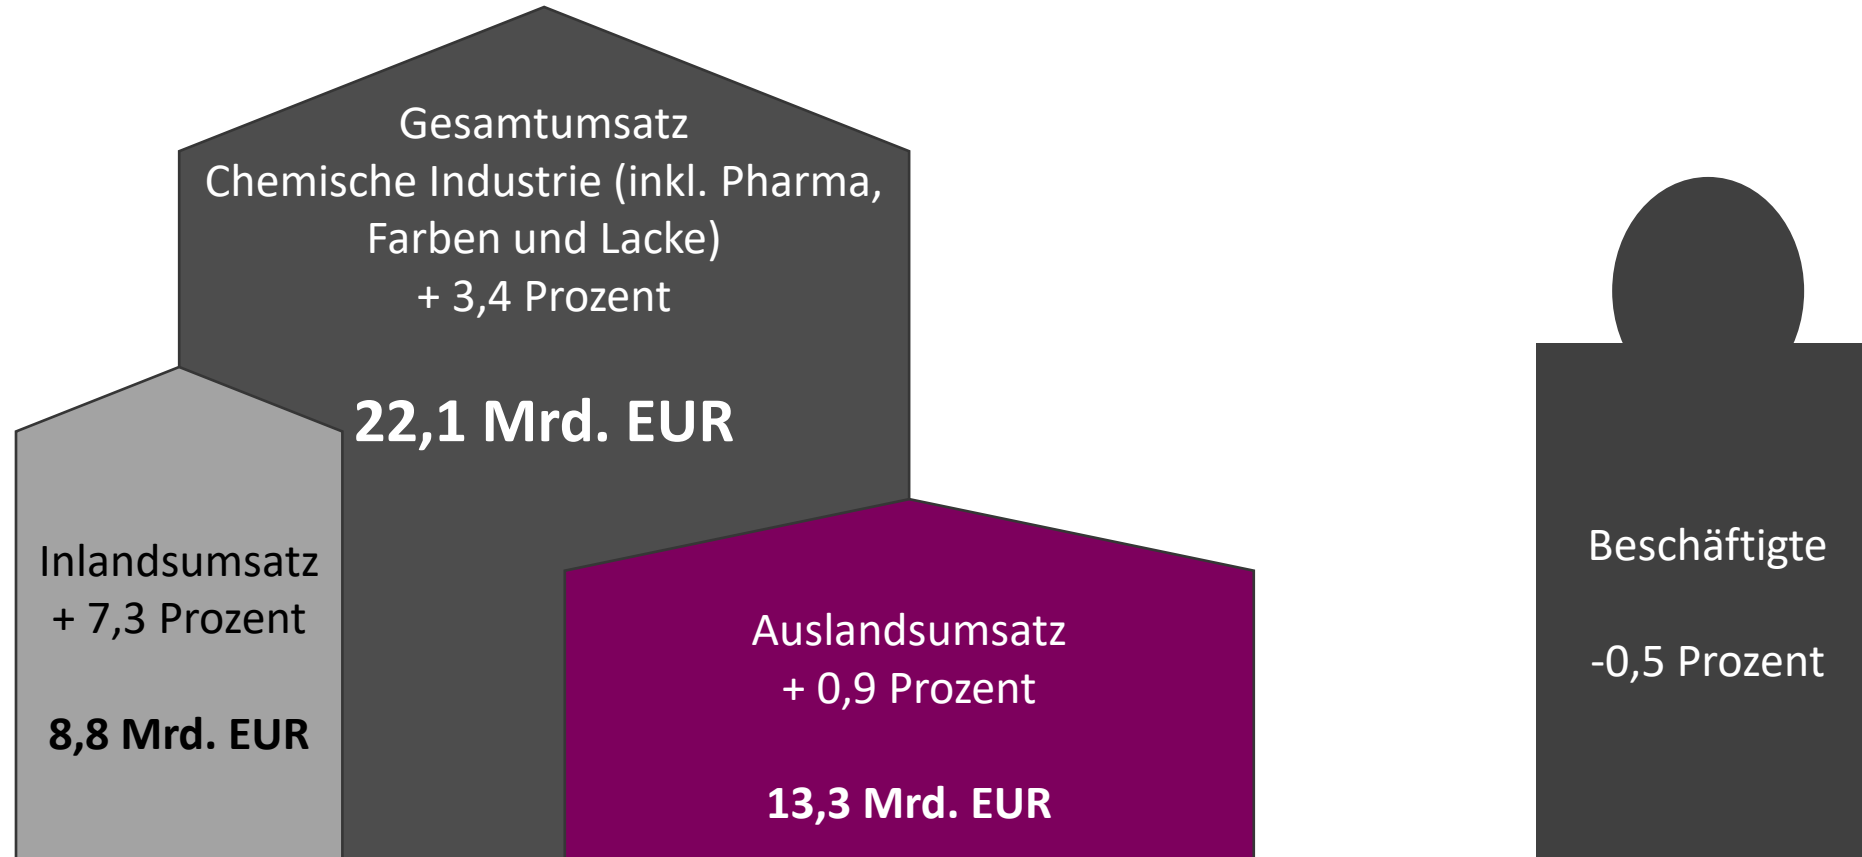 Gesamtumsatz
Chemische Industrie (inkl. Pharma,
Farben und Lacke)
+ 3,4 Prozent
22,1 Mrd. EUR
Inlandsumsatz
+ 7,3 Prozent
8,8 Mrd. EUR
Auslandsumsatz
+ 0,9 Prozent
13,3 Mrd. EUR
Beschäftigte
-0,5 Prozent